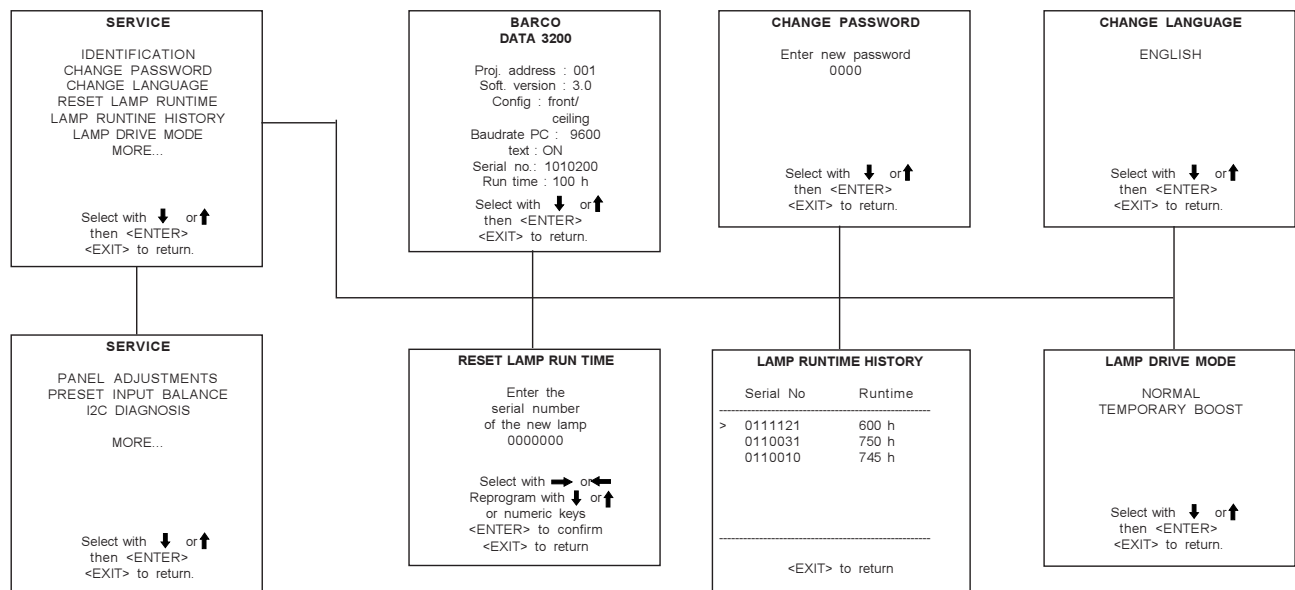 SERVICE
IDENTIFICATION
CHANGE PASSWORD
CHANGE LANGUAGE
RESET LAMP RUNTIME
LAMP RUNTINE HISTORY
LAMP DRIVE MODE
MORE...
Select with ⬇ or ⬆
then <ENTER>
<EXIT> to return.
BARCO
DATA 3200
Proj. address : 001
Soft. version : 3.0
Config : front/
ceiling
Baudrate PC : 9600
text : ON
Serial no.: 1010200
Run time : 100 h
Select with ⬇ or ⬆
then <ENTER>
<EXIT> to return.
CHANGE PASSWORD
Enter new password
0000
Select with ⬇ or ⬆
then <ENTER>
<EXIT> to return.
CHANGE LANGUAGE
ENGLISH
Select with ⬇ or ⬆
then <ENTER>
<EXIT> to return.
SERVICE
PANEL ADJUSTMENTS
PRESET INPUT BALANCE
I2C DIAGNOSIS
MORE...
Select with ⬇ or ⬆
then <ENTER>
<EXIT> to return.
RESET LAMP RUN TIME
Enter the
serial number
of the new lamp
0000000
Select with ➡ or ⬅
Reprogram with ⬇ or ⬆
or numeric keys
<ENTER> to confirm
<EXIT> to return
LAMP RUNTIME HISTORY
Serial No Runtime
> 0111121 600 h
0110031 750 h
0110010 745 h
<EXIT> to return
LAMP DRIVE MODE
NORMAL
TEMPORARY BOOST
Select with ⬇ or ⬆
then <ENTER>
<EXIT> to return.